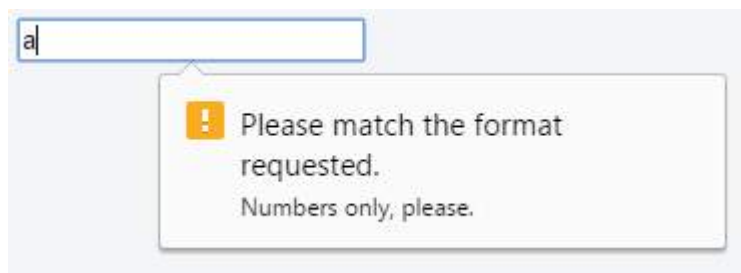 a
Please match the format
requested.
Numbers only, please.